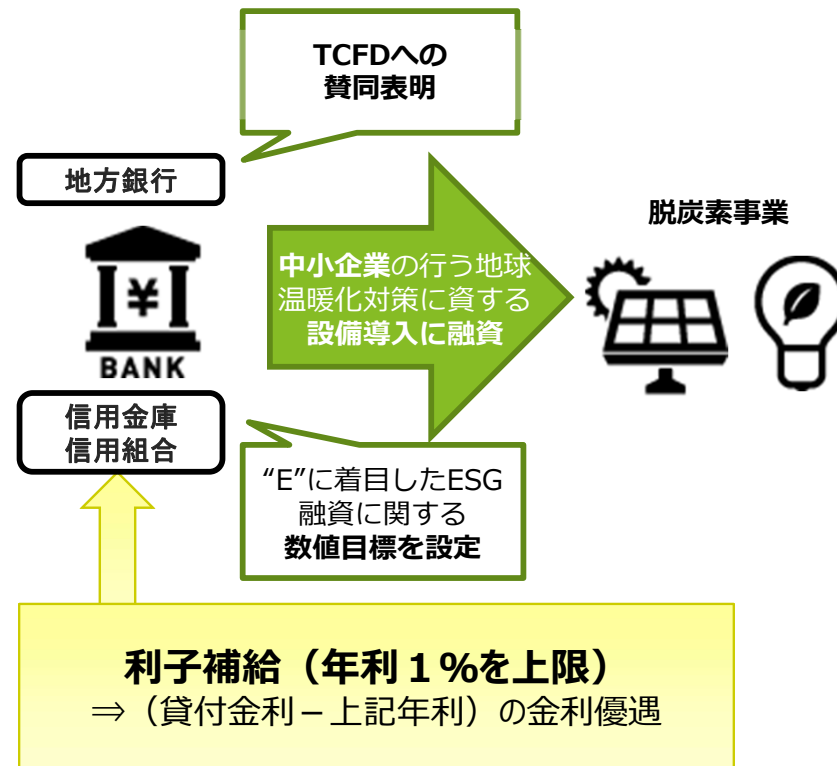 TCFDへの
賛同表明
地方銀行
¥
BANK
中小企業の行う地球
温暖化対策に資する
設備導入に融資
脱炭素事業
信用金庫
信用組合
“E”に着目したESG
融資に関する
数値目標を設定
利子補給（年利１％を上限）
⇒（貸付金利－上記年利）の金利優遇